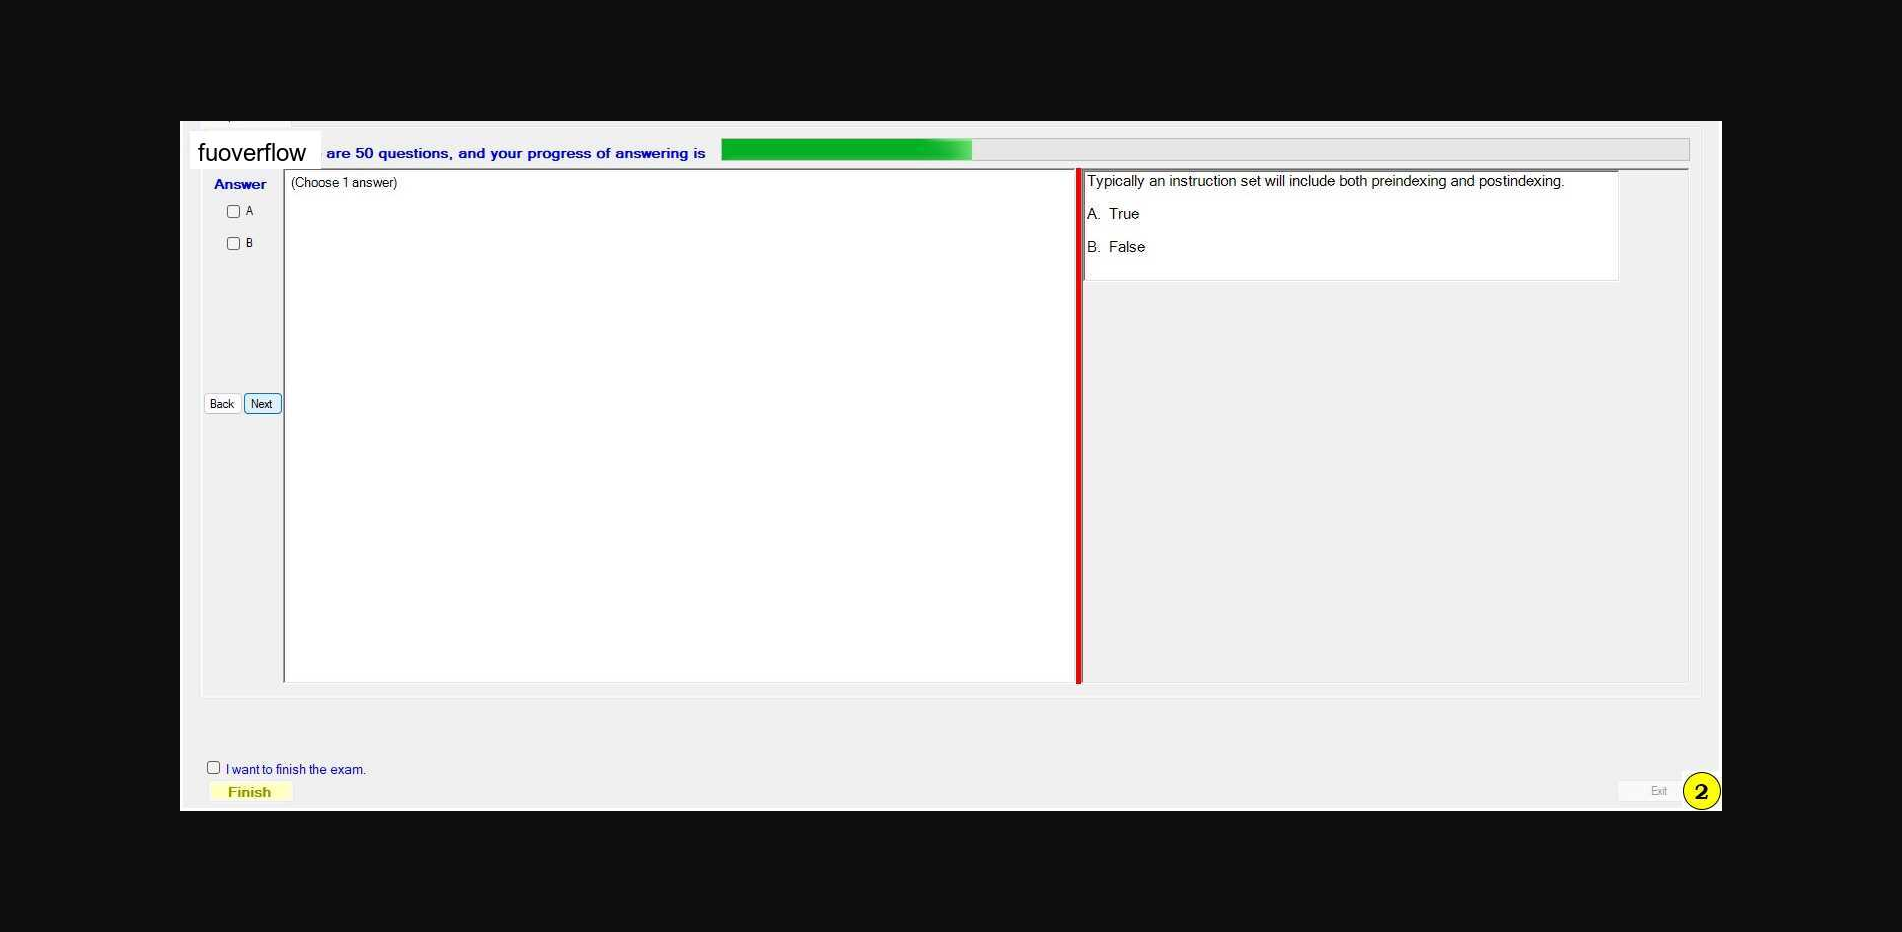 fuoverflow are 50 questions, and your progress of answering is
Answer
(Choose 1 answer)
A
B
Back Next
Typically an instruction set will include both preindexing and postindexing.
A. True
B. False
I want to finish the exam.
Finish
Exit
2